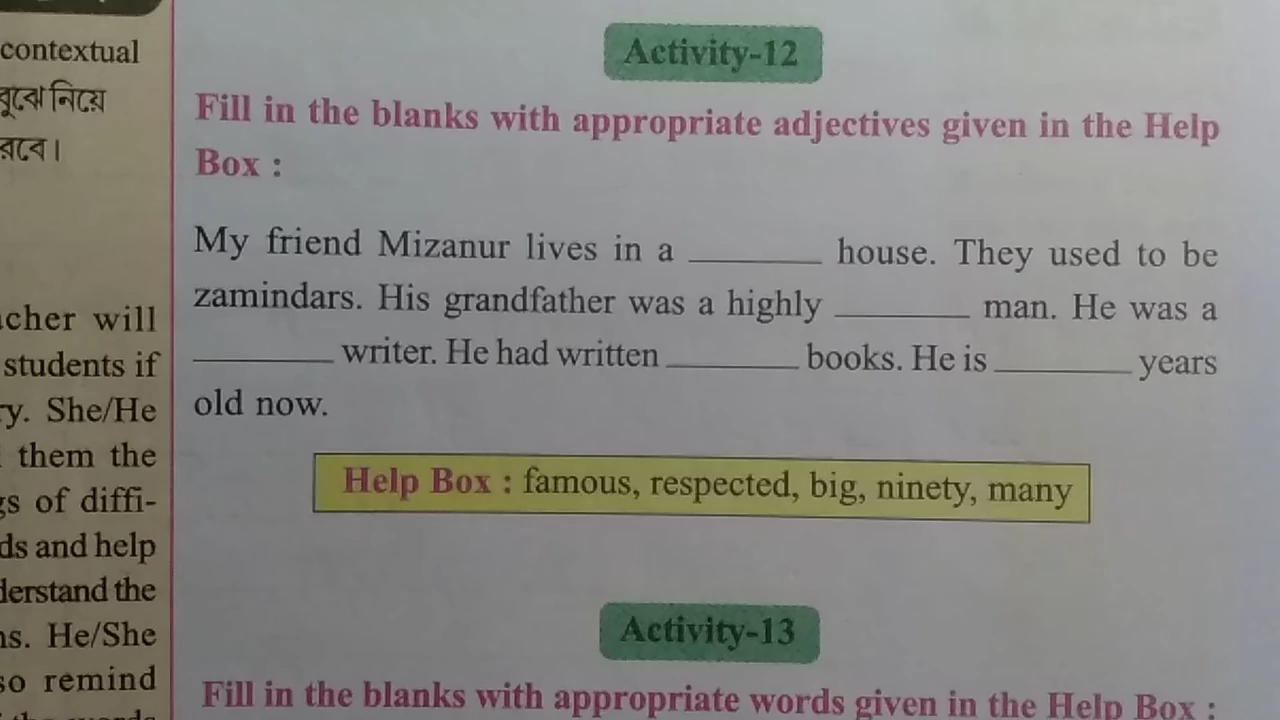 contextual
বুঝে নিয়ে
রবে।
cher will
students if
ry. She/He
them the
gs of diffi-
ds and help
derstand the
ns. He/She
so remind
Activity-12
Fill in the blanks with appropriate adjectives given in the Help
Box :
My friend Mizanur lives in a ________ house. They used to be
zamindars. His grandfather was a highly ________ man. He was a
________ writer. He had written ________ books. He is ________ years
old now.
Help Box : famous, respected, big, ninety, many
Activity-13
Fill in the blanks with appropriate words given in the Help Box :